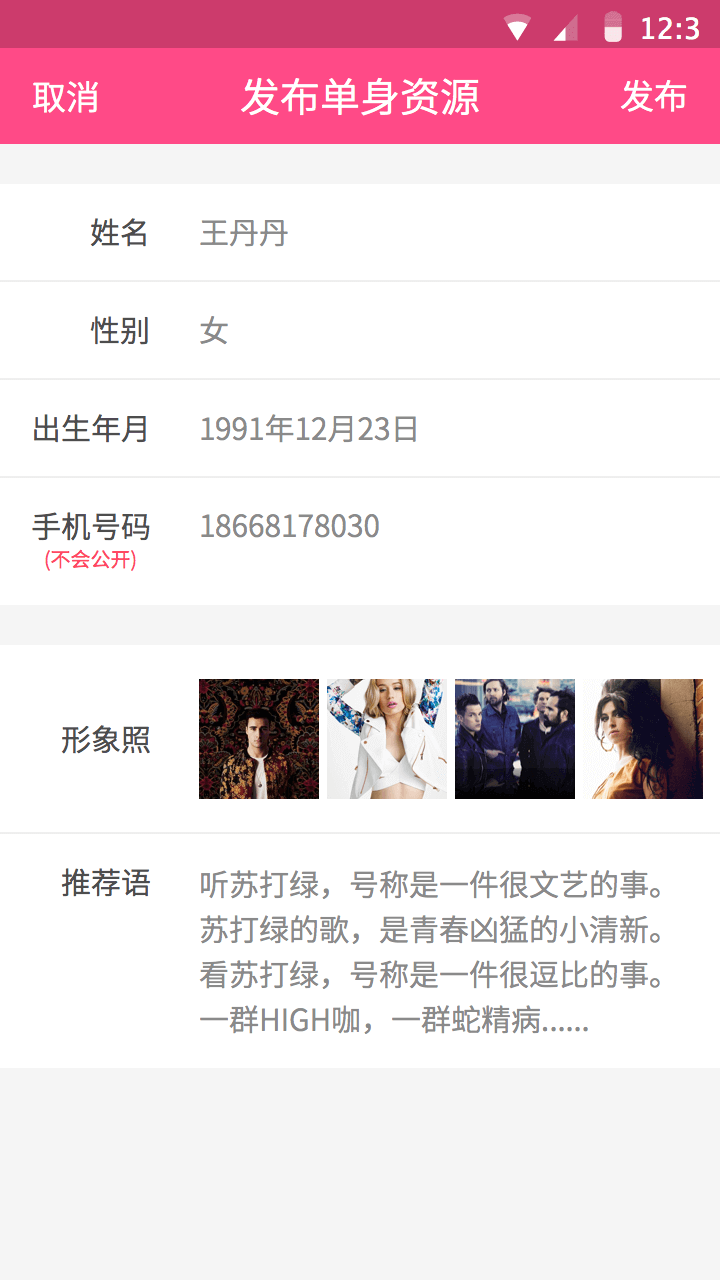 12:3
取消
发布单身资源
发布
姓名
王丹丹
性别
女
出生年月
1991年12月23日
手机号码
18668178030
(不会公开)
形象照
推荐语
听苏打绿，号称是一件很文艺的事。
苏打绿的歌，是青春凶猛的小清新。
看苏打绿，号称是一件很逗比的事。
一群HIGH咖，一群蛇精病......